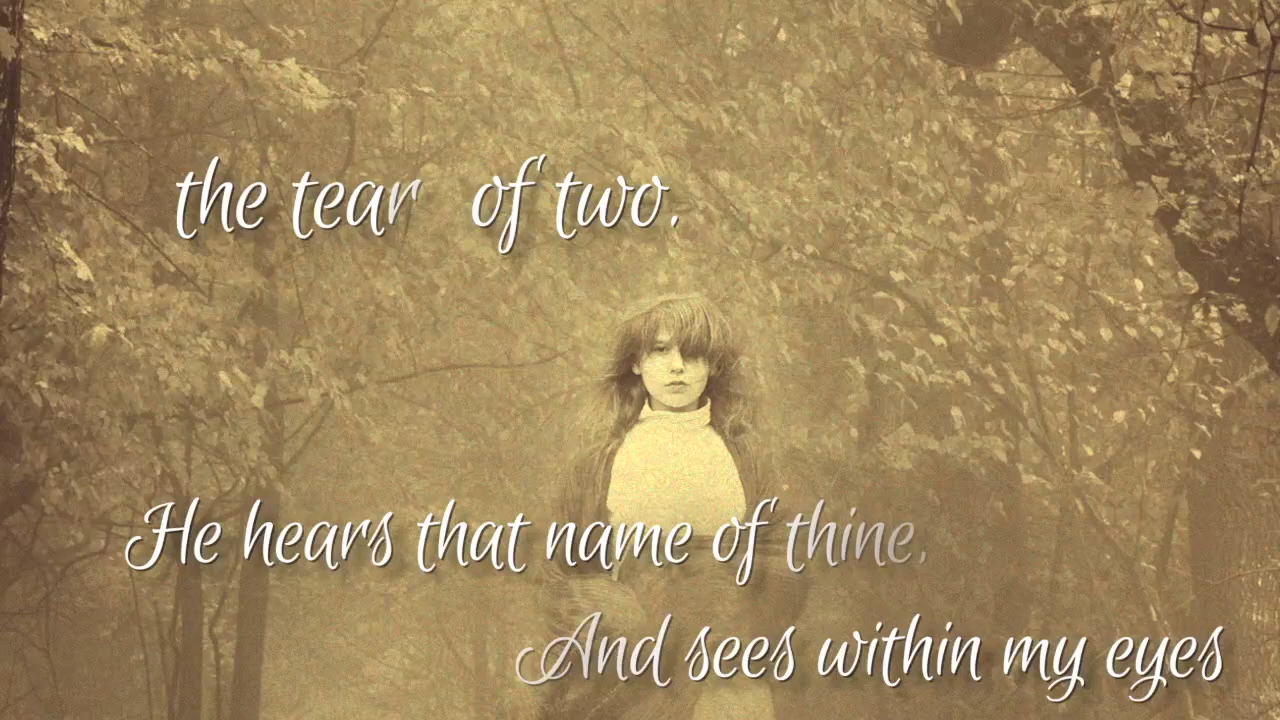 the tear of two.
He hears that name of thine,
And sees within my eyes